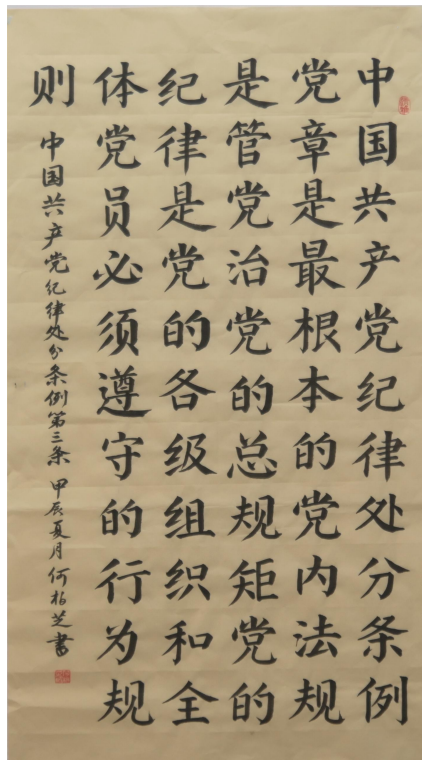 中国共产党纪律处分条例
党章是最根本的党内法规
是管党治党的总规矩党的
纪律是党的各级组织和全
体党员必须遵守的行为规
则
中国共产党纪律处分条例第三条 甲辰夏月何柏芝书